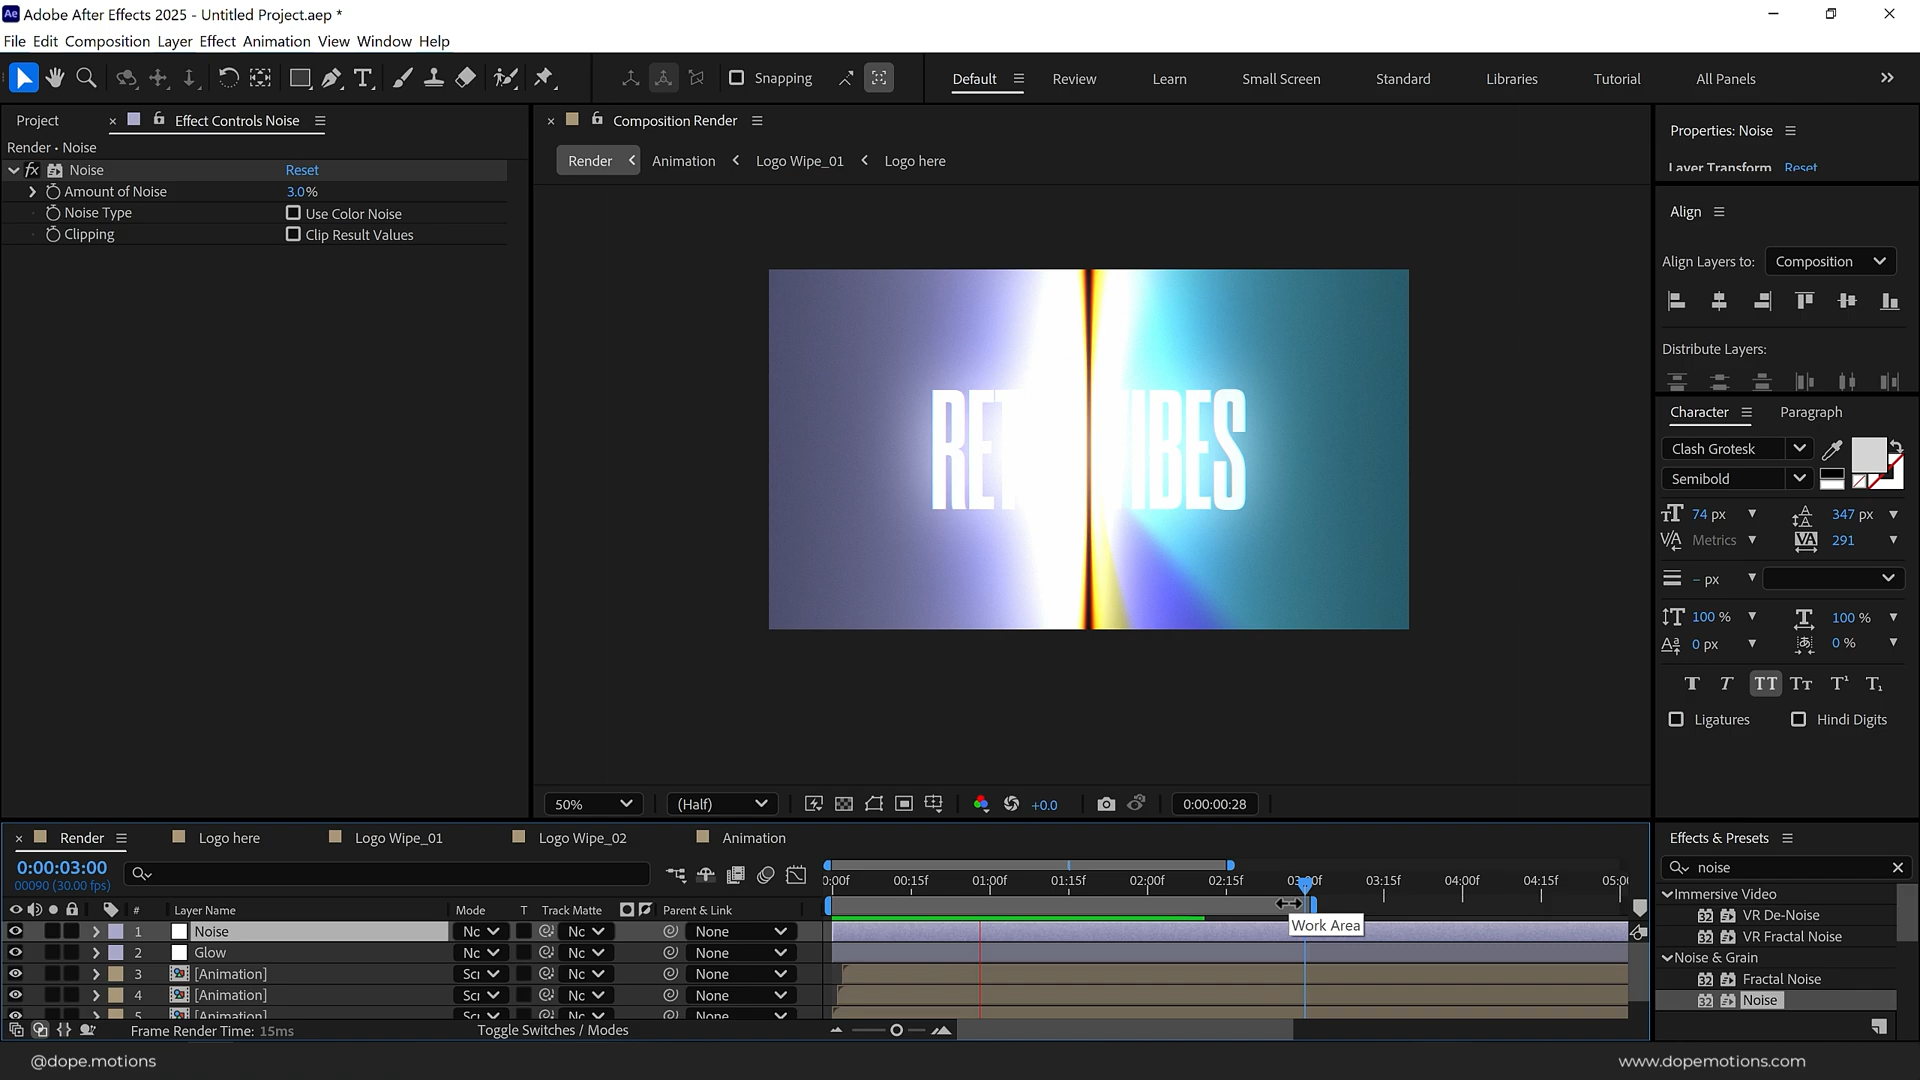 Adobe After Effects 2025 - Untitled Project.aep *
File Edit Composition Layer Effect Animation View Window Help
Snapping
Default
Review
Learn
Small Screen
Standard
Libraries
Tutorial
All Panels
Project
Effect Controls Noise
Render • Noise
fx Noise Reset
Amount of Noise 3.0%
Noise Type Use Color Noise
Clipping Clip Result Values
Composition Render
Render Animation Logo Wipe_01 Logo here
RET VIBES
50%
(Half)
+0.0
0:00:00:28
Properties: Noise
Layer Transform Reset
Align
Align Layers to: Composition
Distribute Layers:
Character Paragraph
Clash Grotesk
Semibold
74 px 347 px
Metrics 291
- px
100 % 100 %
0 px 0 %
Ligatures Hindi Digits
Render
Logo here
Logo Wipe_01
Logo Wipe_02
Animation
0:00:03:00
00090 (30.00 fps)
0:00f 00:15f 01:00f 01:15f 02:00f 02:15f 03:00f 03:15f 04:00f 04:15f 05:0
# Layer Name Mode T Track Matte Parent & Link
Work Area
1 Noise Nc Nc None
2 Glow Nc Nc None
3 [Animation] Scr Nc None
4 [Animation] Scr Nc None
5 [Animation] Scr Nc None
Frame Render Time: 15ms
Toggle Switches / Modes
Effects & Presets
noise
Immersive Video
32 VR De-Noise
32 VR Fractal Noise
Noise & Grain
32 Fractal Noise
32 Noise
@dope.motions
www.dopemotions.com